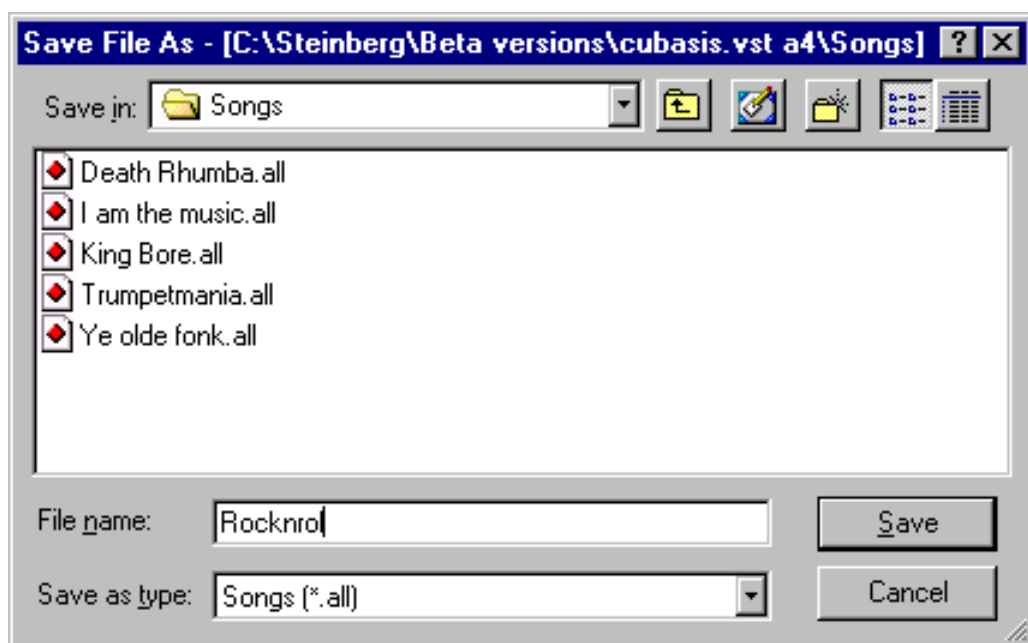 Save File As - [C:\Steinberg\Beta versions\cubasis.vst a4\Songs]
Save in: Songs
Death Rhumba.all
I am the music.all
King Bore.all
Trumpetmania.all
Ye olde fonk.all
File name: Rocknrol Save
Save as type: Songs (*.all) Cancel